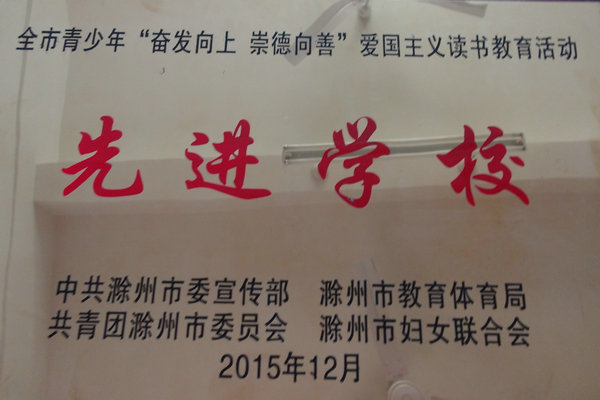 全市青少年“奋发向上 崇德向善”爱国主义读书教育活动
先进学校
中共滁州市委宣传部 滁州市教育体育局
共青团滁州市委员会 滁州市妇女联合会
2015年12月